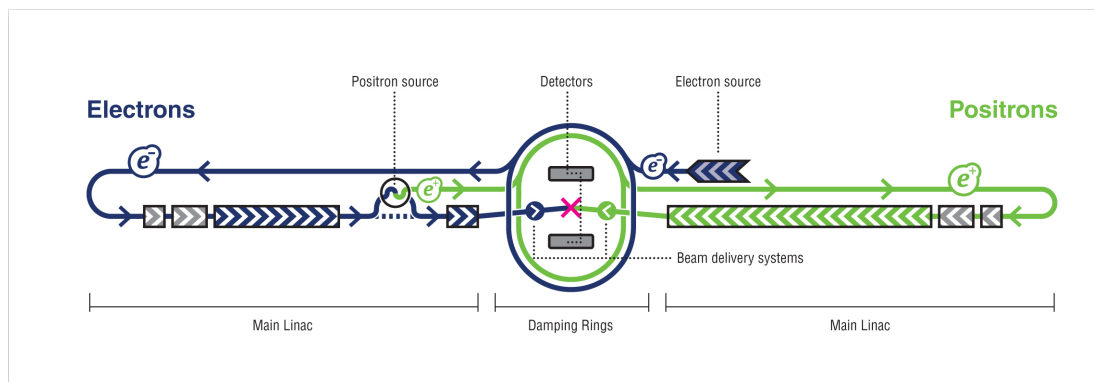 Positron source
Detectors
Electron source
Electrons
Positrons
e-
e-
e+
e+
Beam delivery systems
Main Linac
Damping Rings
Main Linac